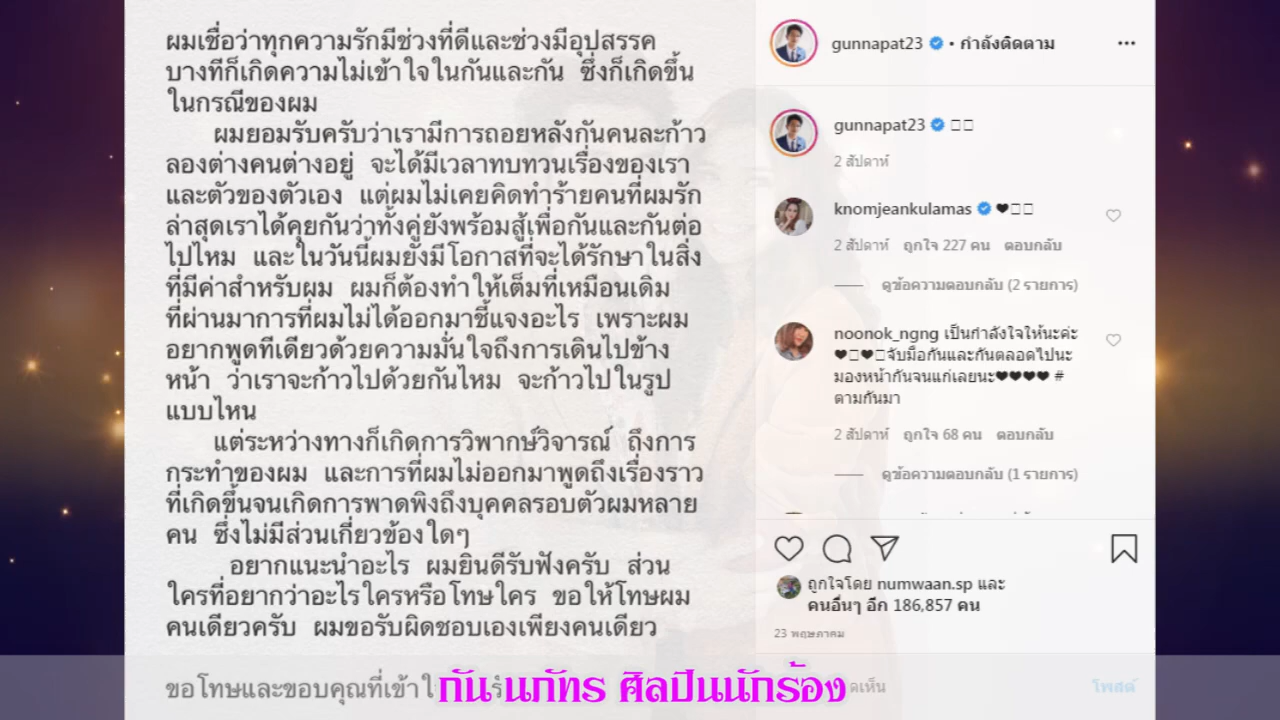 ผมเชื่อว่าทุกความรักมีช่วงที่ดีและช่วงมีอุปสรรค
บางทีก็เกิดความไม่เข้าใจในกันและกัน ซึ่งก็เกิดขึ้น
ในกรณีของผม
ผมยอมรับครับว่าเรามีการถอยหลังกันคนละก้าว
ลองต่างคนต่างอยู่ จะได้มีเวลาทบทวนเรื่องของเรา
และตัวของตัวเอง แต่ผมไม่เคยคิดทำร้ายคนที่ผมรัก
ล่าสุดเราได้คุยกันว่าทั้งคู่ยังพร้อมสู้เพื่อกันและกันต่อ
ไปไหม และในวันนี้ผมยังมีโอกาสที่จะได้รักษาในสิ่ง
ที่มีค่าสำหรับผม ผมก็ต้องทำให้เต็มที่เหมือนเดิม
ที่ผ่านมาการที่ผมไม่ได้ออกมาชี้แจงอะไร เพราะผม
อยากพูดทีเดียวด้วยความมั่นใจถึงการเดินไปข้าง
หน้า ว่าเราจะก้าวไปด้วยกันไหม จะก้าวไปในรูป
แบบไหน
แต่ระหว่างทางก็เกิดการวิพากษ์วิจารณ์ ถึงการ
กระทำของผม และการที่ผมไม่ออกมาพูดถึงเรื่องราว
ที่เกิดขึ้นจนเกิดการพาดพิงถึงบุคคลรอบตัวผมหลาย
คน ซึ่งไม่มีส่วนเกี่ยวข้องใดๆ
อยากแนะนำอะไร ผมยินดีรับฟังครับ ส่วน
ใครที่อยากว่าอะไรใครหรือโทษใคร ขอให้โทษผม
คนเดียวครับ ผมขอรับผิดชอบเองเพียงคนเดียว
ขอโทษและขอบคุณที่เข้าใ
gunnapat23 • กำลังติดตาม
gunnapat23
2 สัปดาห์
knomjeankulamas ❤
2 สัปดาห์ ถูกใจ 227 คน ตอบกลับ
ดูข้อความตอบกลับ (2 รายการ)
noonok_ngng เป็นกำลังใจให้นะค่ะ
❤❤จับมือกันและกันตลอดไปนะ
มองหน้ากันจนแก่เลยนะ❤❤❤❤ #
ตามกันมา
2 สัปดาห์ ถูกใจ 68 คน ตอบกลับ
ดูข้อความตอบกลับ (1 รายการ)
ถูกใจโดย numwaan.sp และ
คนอื่นๆ อีก 186,857 คน
23 พฤษภาคม
โพสต์
กัน นภัทร ศิลปินนักร้อง